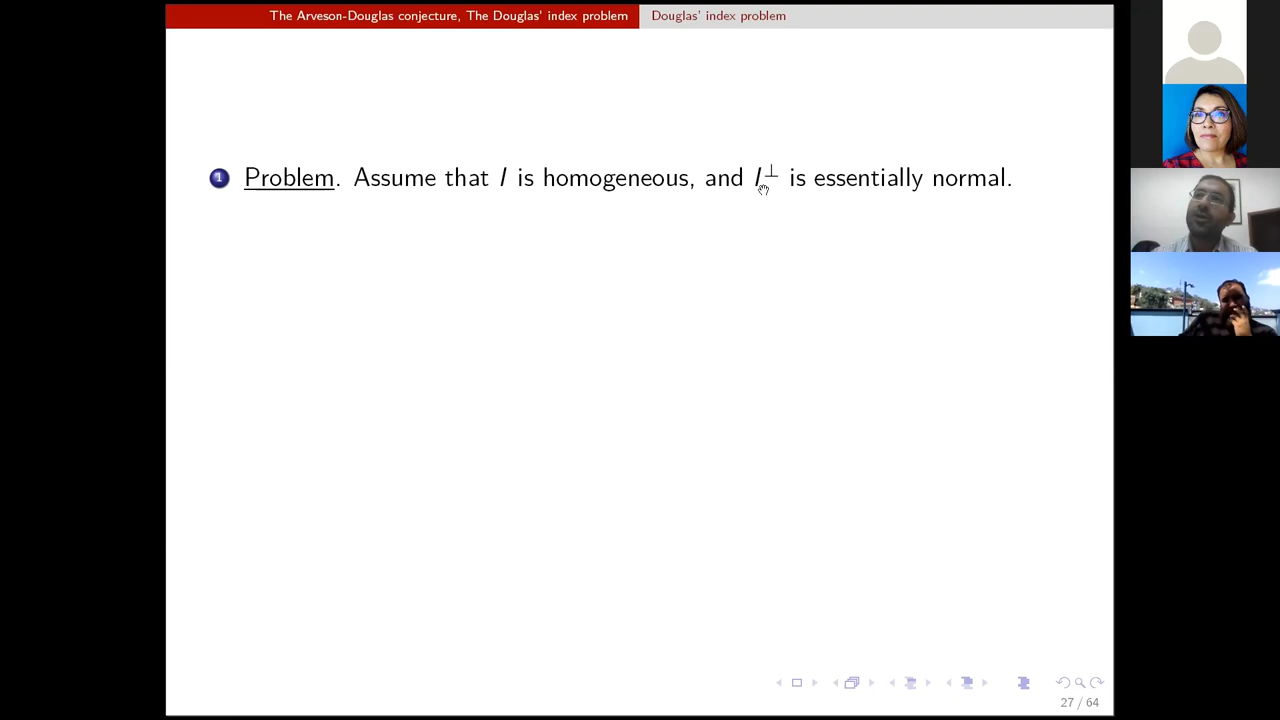 The Arveson-Douglas conjecture, The Douglas' index problem
Douglas' index problem
1 Problem. Assume that I is homogeneous, and I⊥ is essentially normal.
27 / 64